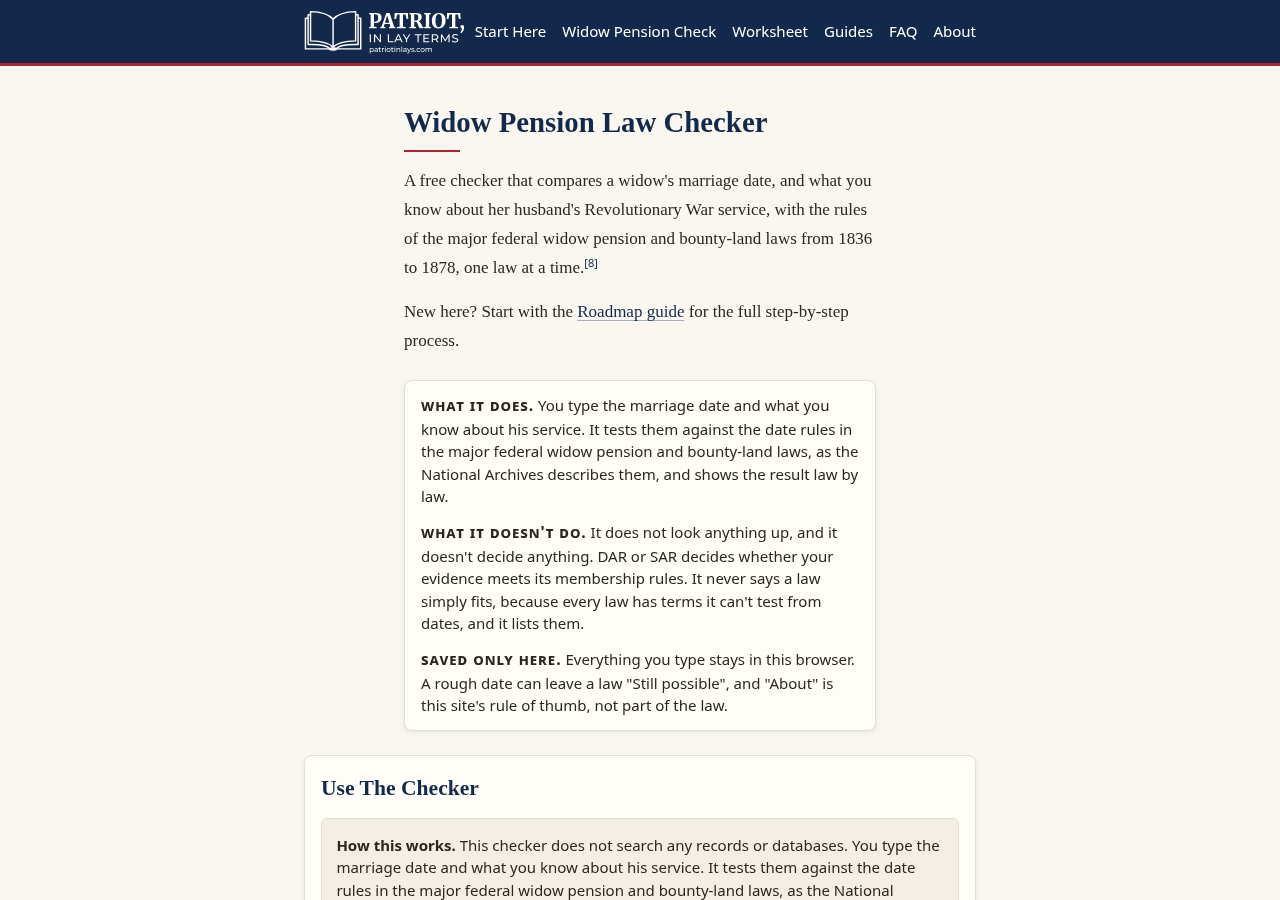 PATRIOT,
IN LAY TERMS
patriotinlays.com
Start Here Widow Pension Check Worksheet Guides FAQ About
Widow Pension Law Checker
A free checker that compares a widow's marriage date, and what you
know about her husband's Revolutionary War service, with the rules
of the major federal widow pension and bounty-land laws from 1836
to 1878, one law at a time.[8]
New here? Start with the Roadmap guide for the full step-by-step
process.
WHAT IT DOES. You type the marriage date and what you
know about his service. It tests them against the date rules in
the major federal widow pension and bounty-land laws, as the
National Archives describes them, and shows the result law by
law.
WHAT IT DOESN'T DO. It does not look anything up, and it
doesn't decide anything. DAR or SAR decides whether your
evidence meets its membership rules. It never says a law
simply fits, because every law has terms it can't test from
dates, and it lists them.
SAVED ONLY HERE. Everything you type stays in this browser.
A rough date can leave a law "Still possible", and "About" is
this site's rule of thumb, not part of the law.
Use The Checker
How this works. This checker does not search any records or databases. You type the
marriage date and what you know about his service. It tests them against the date
rules in the major federal widow pension and bounty-land laws, as the National